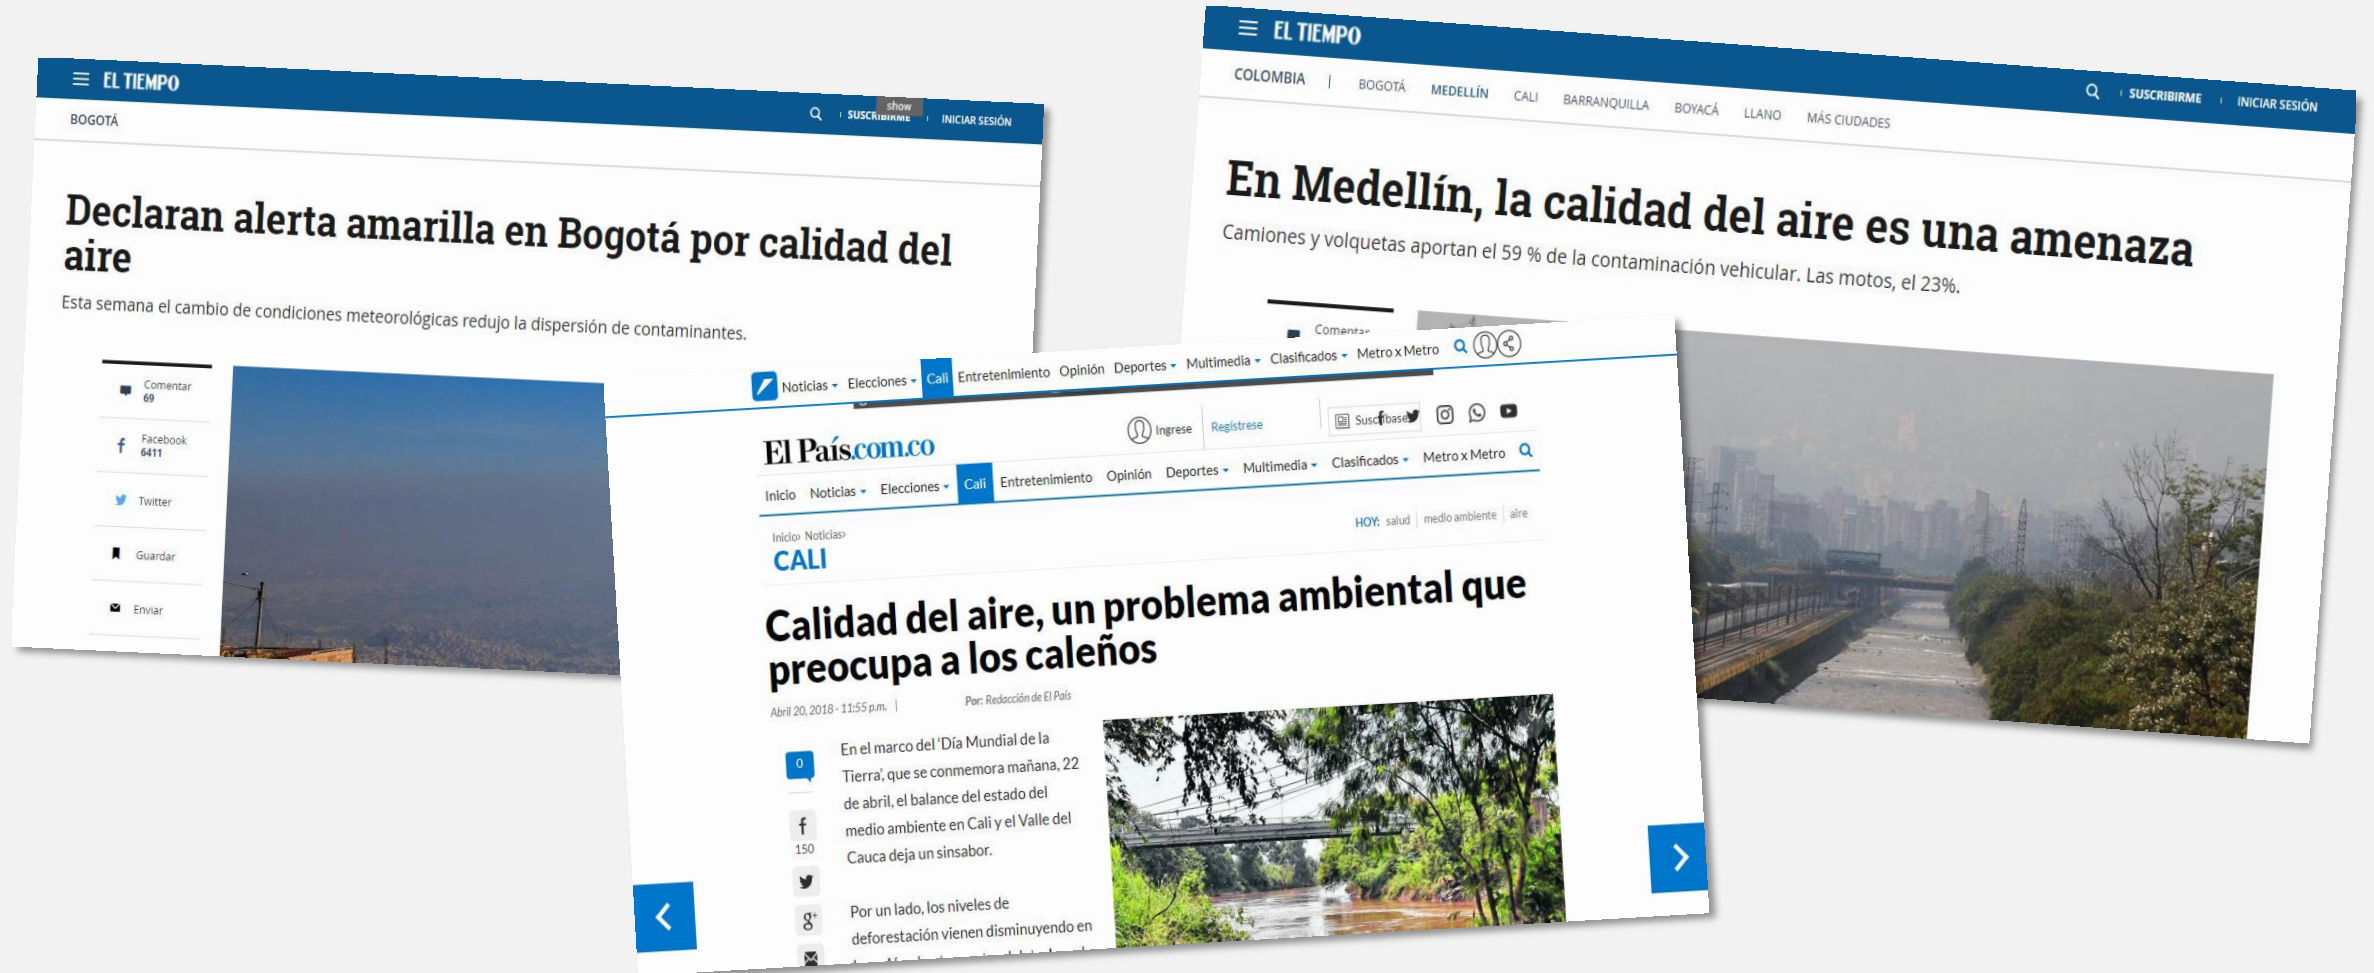 EL TIEMPO
show
SUSCRIBIRME
INICIAR SESIÓN
BOGOTÁ
Declaran alerta amarilla en Bogotá por calidad del
aire
Esta semana el cambio de condiciones meteorológicas redujo la dispersión de contaminantes.
Comentar
69
Facebook
6411
Twitter
Guardar
Enviar
EL TIEMPO
SUSCRIBIRME
INICIAR SESIÓN
COLOMBIA | BOGOTÁ MEDELLÍN CALI BARRANQUILLA BOYACÁ LLANO MÁS CIUDADES
En Medellín, la calidad del aire es una amenaza
Camiones y volquetas aportan el 59 % de la contaminación vehicular. Las motos, el 23%.
Comentar
Noticias Elecciones Cali Entretenimiento Opinión Deportes Multimedia Clasificados Metro x Metro
El País.com.co
Ingrese
Regístrese
Suscríbase
Inicio Noticias Elecciones Cali Entretenimiento Opinión Deportes Multimedia Clasificados Metro x Metro
Inicio› Noticias›
HOY: salud | medio ambiente | aire
CALI
Calidad del aire, un problema ambiental que
preocupa a los caleños
Abril 20, 2018 - 11:55 p.m. |
Por: Redacción de El País
0
f
150
g+
En el marco del ‘Día Mundial de la
Tierra’, que se conmemora mañana, 22
de abril, el balance del estado del
medio ambiente en Cali y el Valle del
Cauca deja un sinsabor.
Por un lado, los niveles de
deforestación vienen disminuyendo en